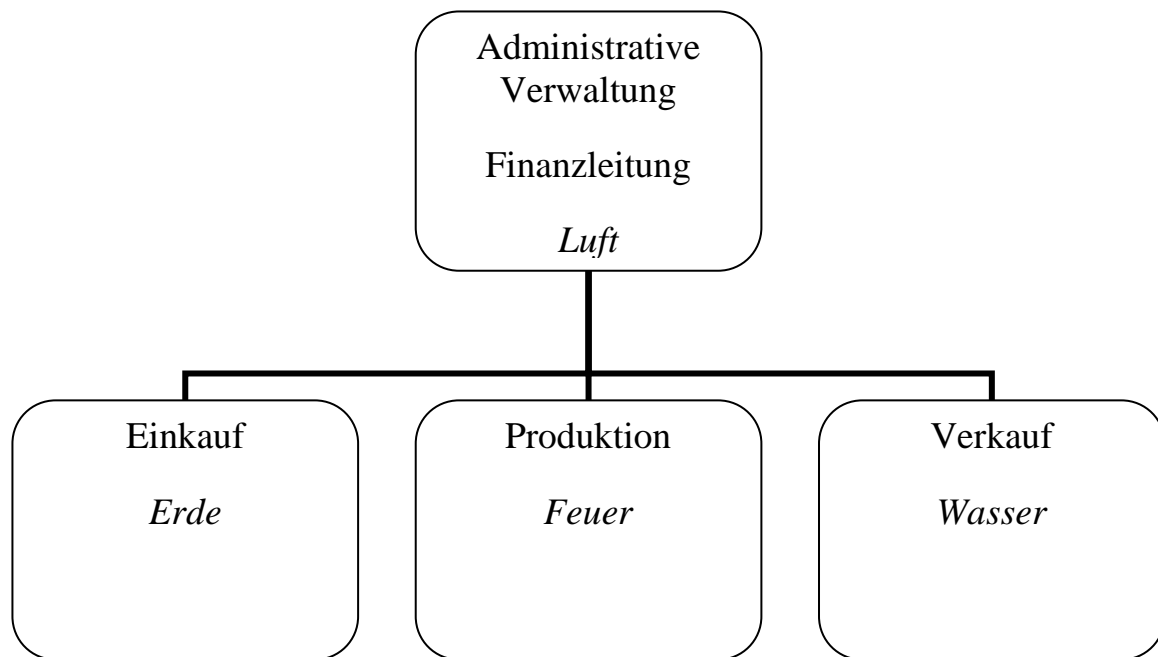 Administrative
Verwaltung
Finanzleitung
Luft
Einkauf
Erde
Produktion
Feuer
Verkauf
Wasser